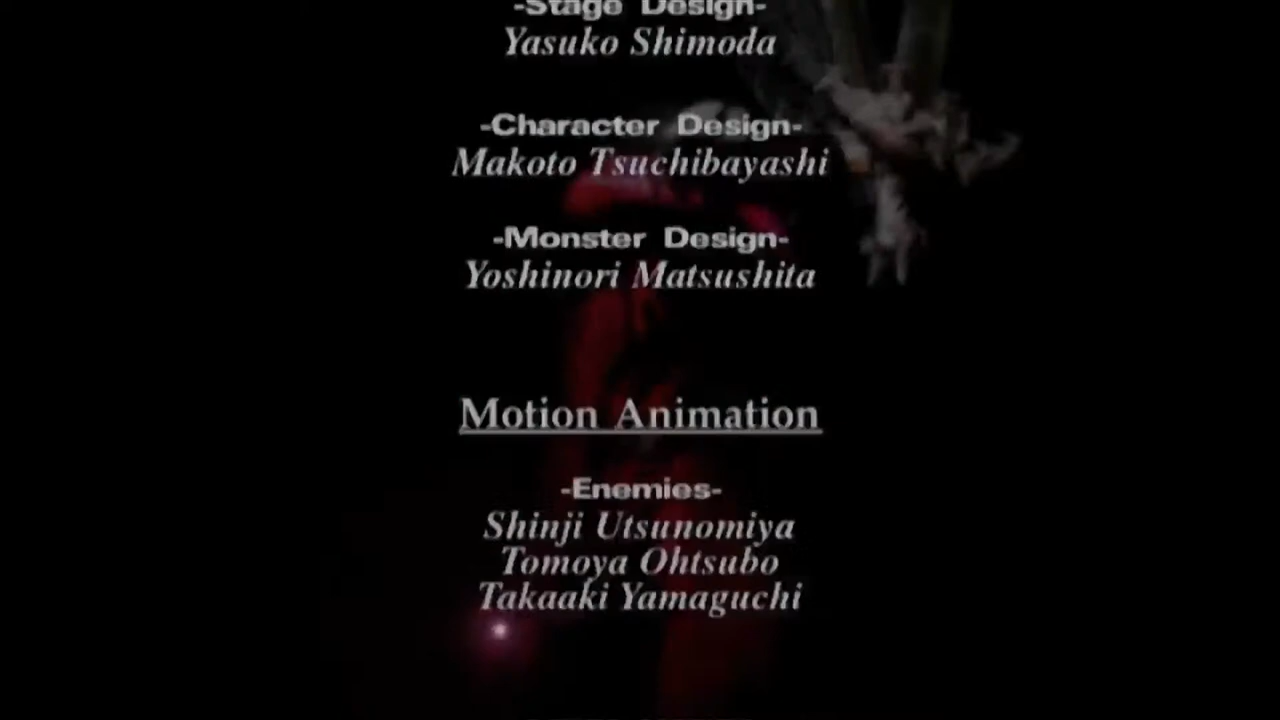 -Stage Design-
Yasuko Shimoda
-Character Design-
Makoto Tsuchibayashi
-Monster Design-
Yoshinori Matsushita
Motion Animation
-Enemies-
Shinji Utsunomiya
Tomoya Ohtsubo
Takaaki Yamaguchi